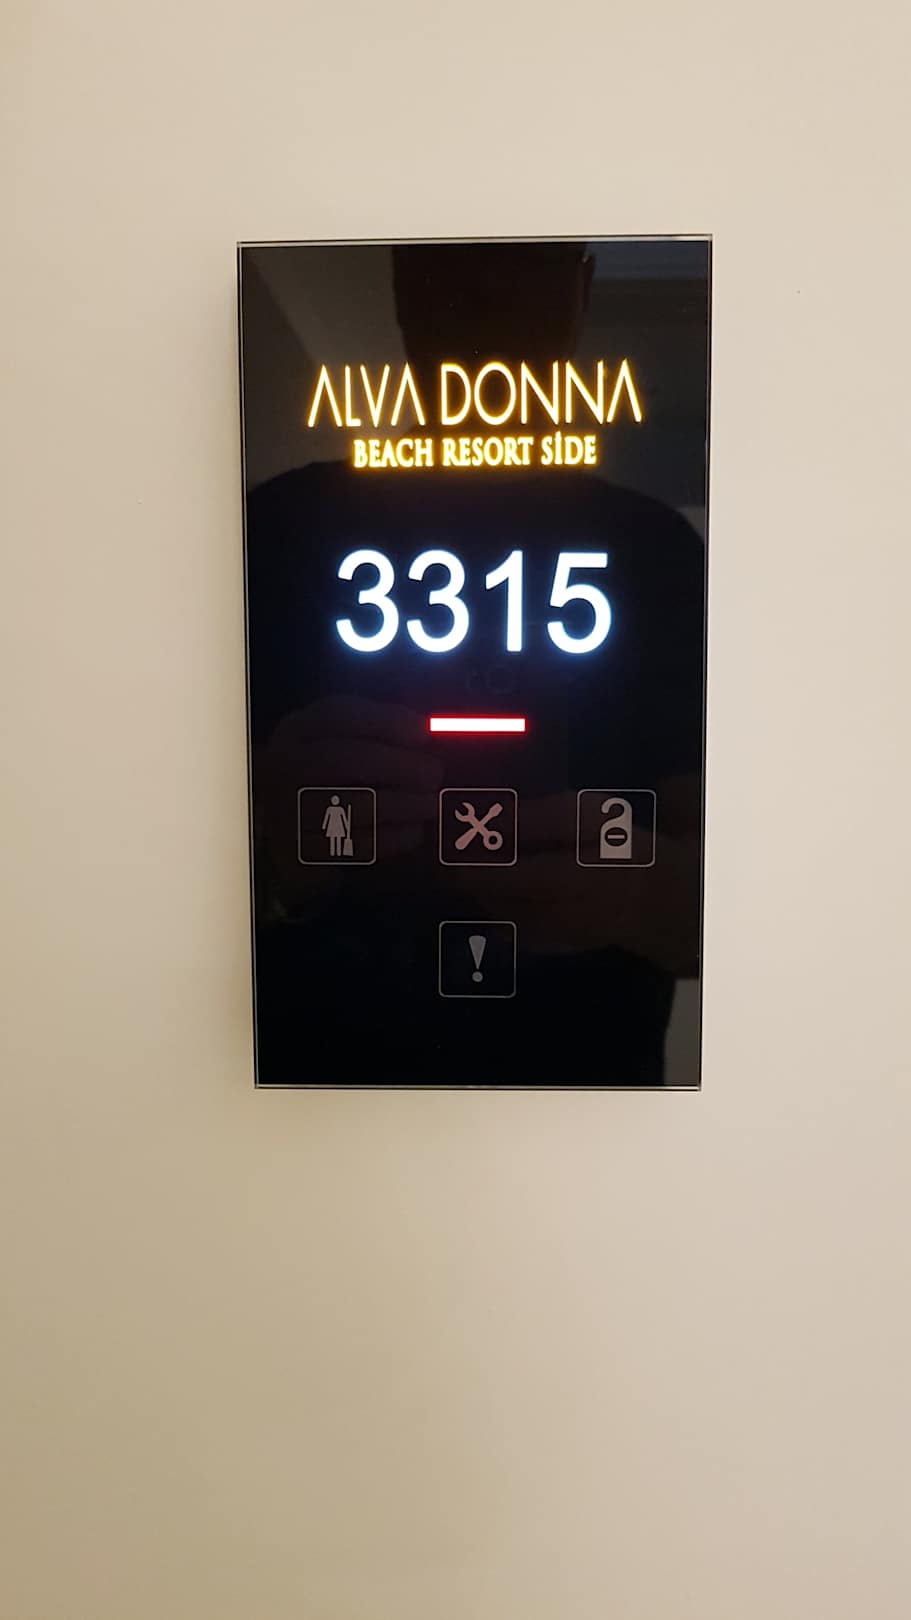 ALVA DONNA
BEACH RESORT SİDE
3315
!